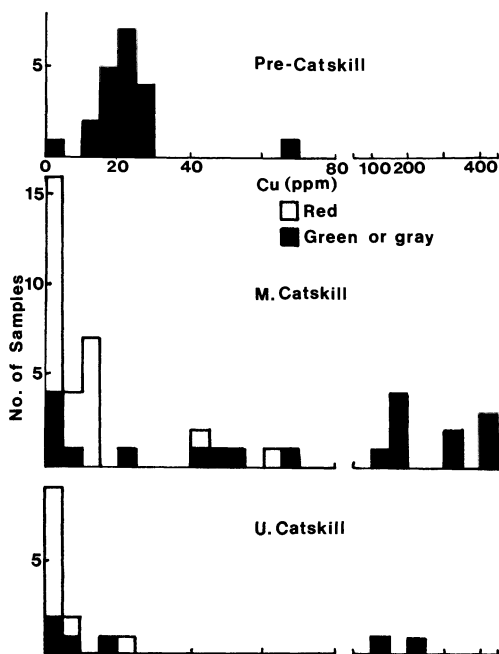 5
Pre-Catskill
0 20 40 60 80 100 200 400
Cu (ppm)
Red
Green or gray
No. of Samples
15
10
5
M. Catskill
5
U. Catskill